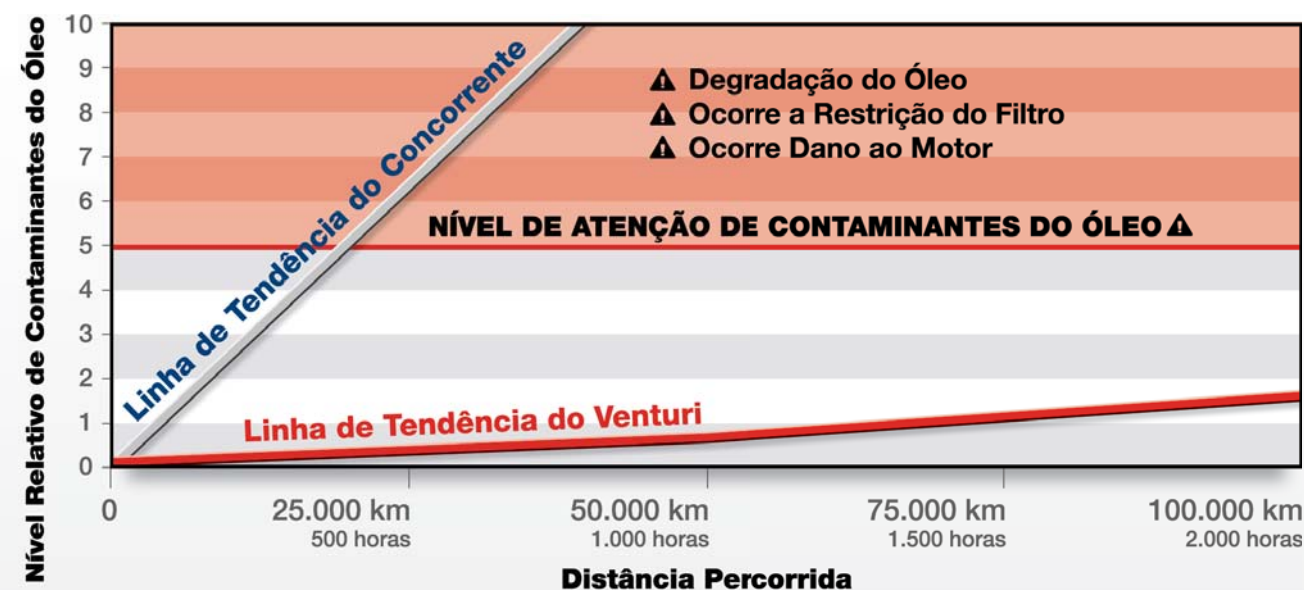 Nível Relativo de Contaminantes do Óleo
10
9
8
7
6
5
4
3
2
1
0
Linha de Tendência do Concorrente
Degradação do Óleo
Ocorre a Restrição do Filtro
Ocorre Dano ao Motor
NÍVEL DE ATENÇÃO DE CONTAMINANTES DO ÓLEO
Linha de Tendência do Venturi
0
25.000 km
500 horas
50.000 km
1.000 horas
75.000 km
1.500 horas
100.000 km
2.000 horas
Distância Percorrida